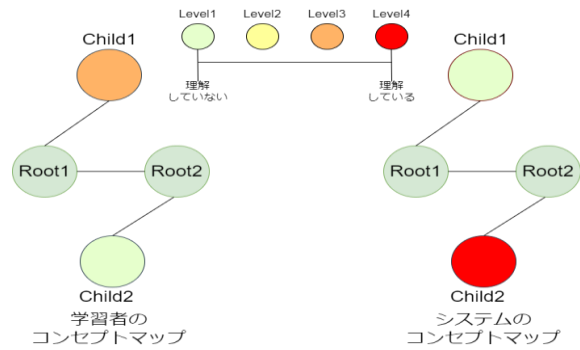 Level1 Level2 Level3 Level4
理解
していない
理解
している
Child1
Root1
Root2
Child2
学習者の
コンセプトマップ
Child1
Root1
Root2
Child2
システムの
コンセプトマップ